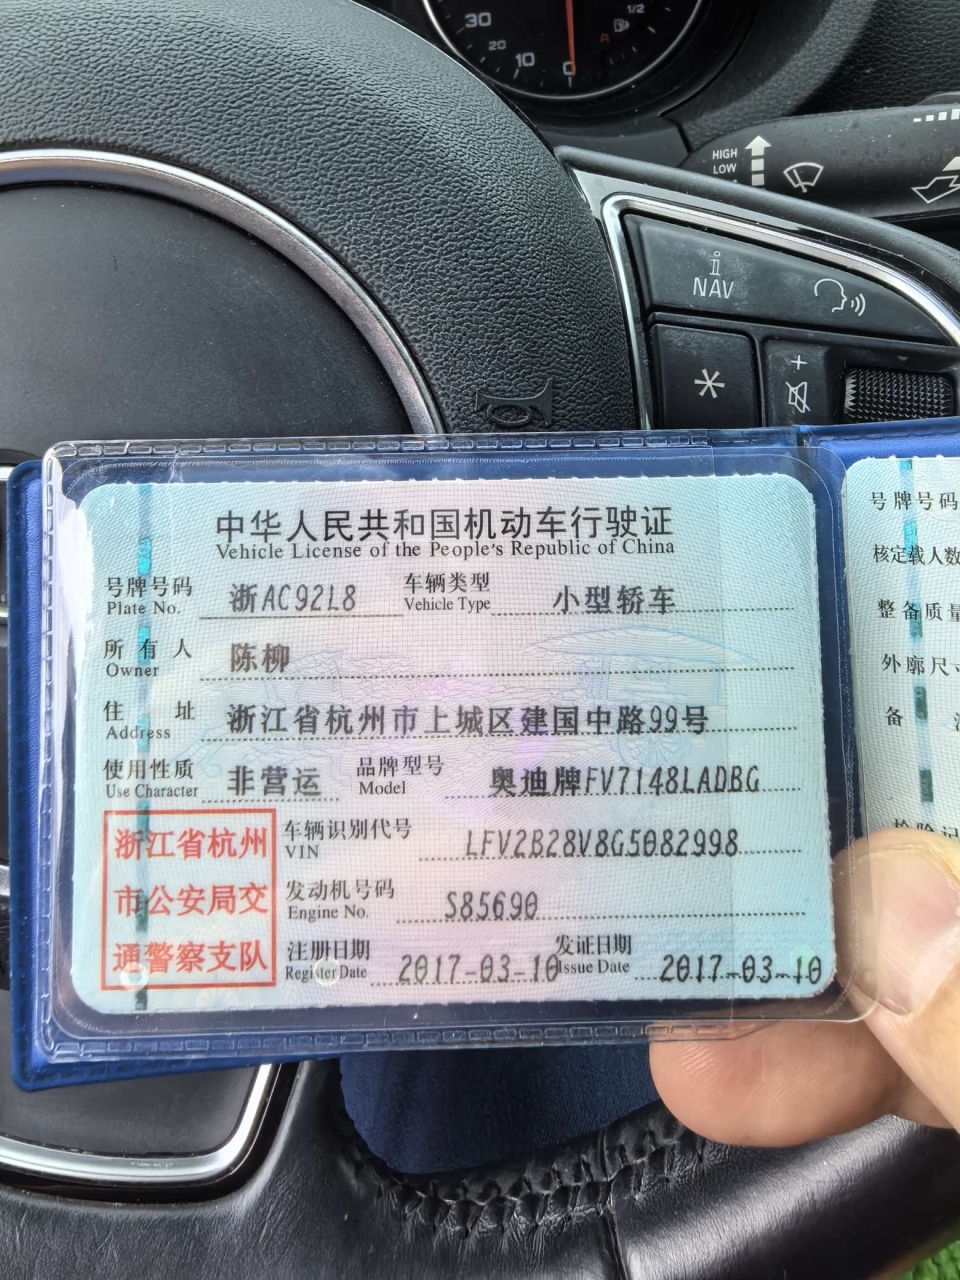 30
20
10
0
1/2
R
HIGH
LOW
i
NAV
*
+
中华人民共和国机动车行驶证
Vehicle License of the People's Republic of China
号牌号码 浙AC92L8 车辆类型 小型轿车
Plate No. Vehicle Type
所有人 陈柳
Owner
住址 浙江省杭州市上城区建国中路99号
Address
使用性质 非营运 品牌型号 奥迪牌FV7148LADBG
Use Character Model
浙江省杭州
市公安局交
通警察支队
车辆识别代号 LFV2B28V8G5082998
VIN
发动机号码 S85690
Engine No.
注册日期 2017-03-10 发证日期 2017-03-10
Register Date Issue Date
号牌号码
核定载人数
整备质量
外廓尺寸
备
检验记